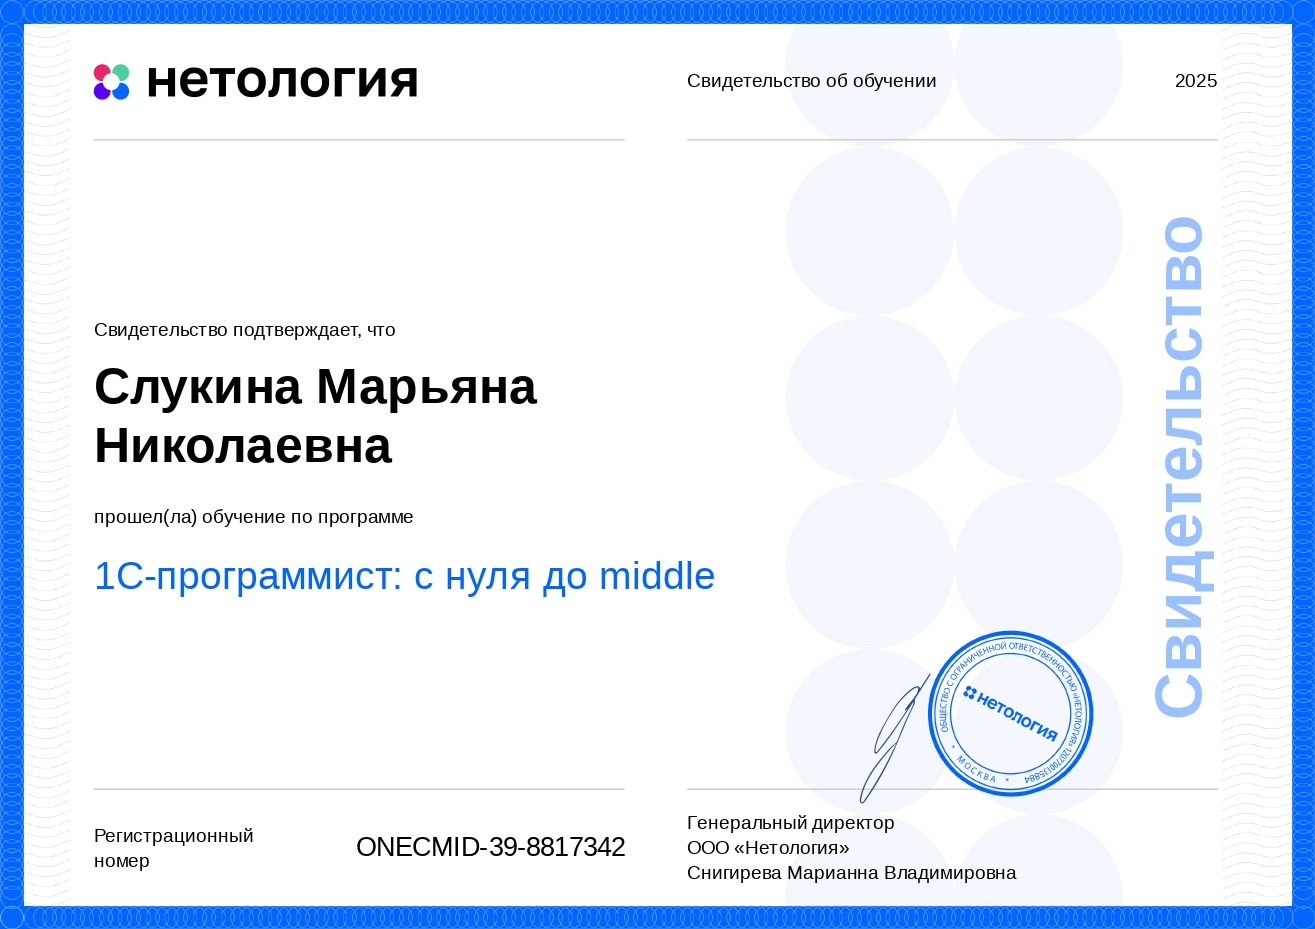 нетология
Свидетельство об обучении
2025
Свидетельство подтверждает, что
Слукина Марьяна
Николаевна
прошел(ла) обучение по программе
1С-программист: с нуля до middle
Свидетельство
ОБЩЕСТВО С ОГРАНИЧЕННОЙ ОТВЕТСТВЕННОСТЬЮ «НЕТОЛОГИЯ» 1207700135884
* МОСКВА *
нетология
Регистрационный
номер
ONECMID-39-8817342
Генеральный директор
ООО «Нетология»
Снигирева Марианна Владимировна